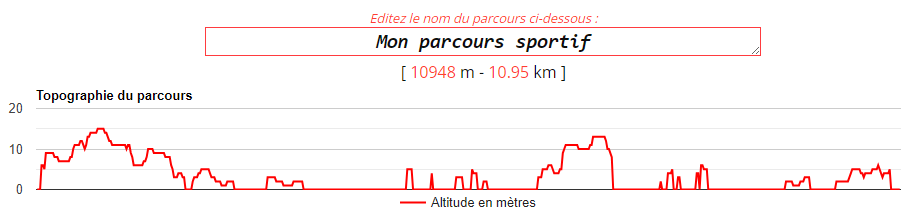 Editez le nom du parcours ci-dessous :
Mon parcours sportif
[ 10948 m - 10.95 km ]
Topographie du parcours
20
10
0
Altitude en mètres